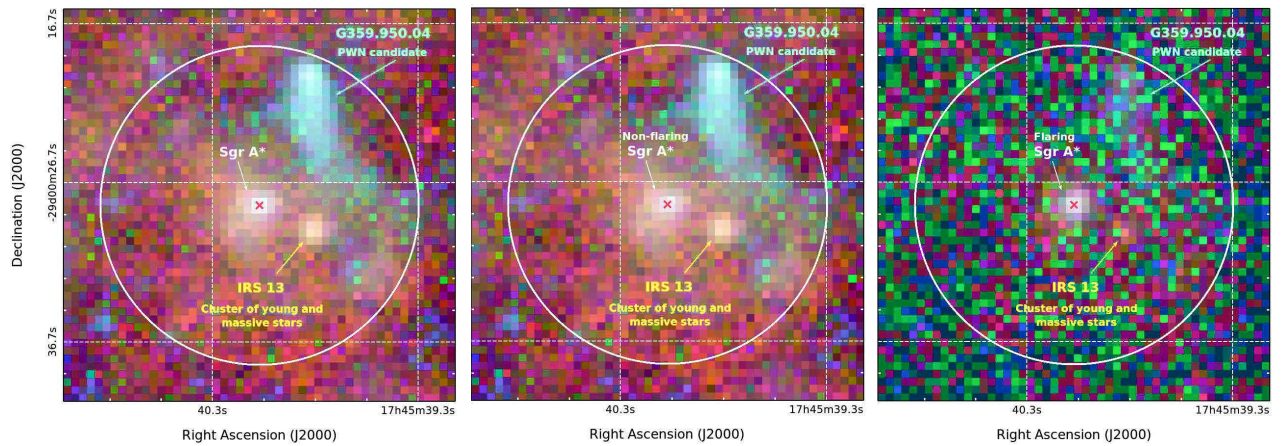 16.7s
-29d00m26.7s
36.7s
Declination (J2000)
G359.950.04
PWN candidate
Sgr A*
IRS 13
Cluster of young and
massive stars
40.3s
17h45m39.3s
Right Ascension (J2000)
G359.950.04
PWN candidate
Non-flaring
Sgr A*
IRS 13
Cluster of young and
massive stars
40.3s
17h45m39.3s
Right Ascension (J2000)
G359.950.04
PWN candidate
Flaring
Sgr A*
IRS 13
Cluster of young and
massive stars
40.3s
17h45m39.3s
Right Ascension (J2000)